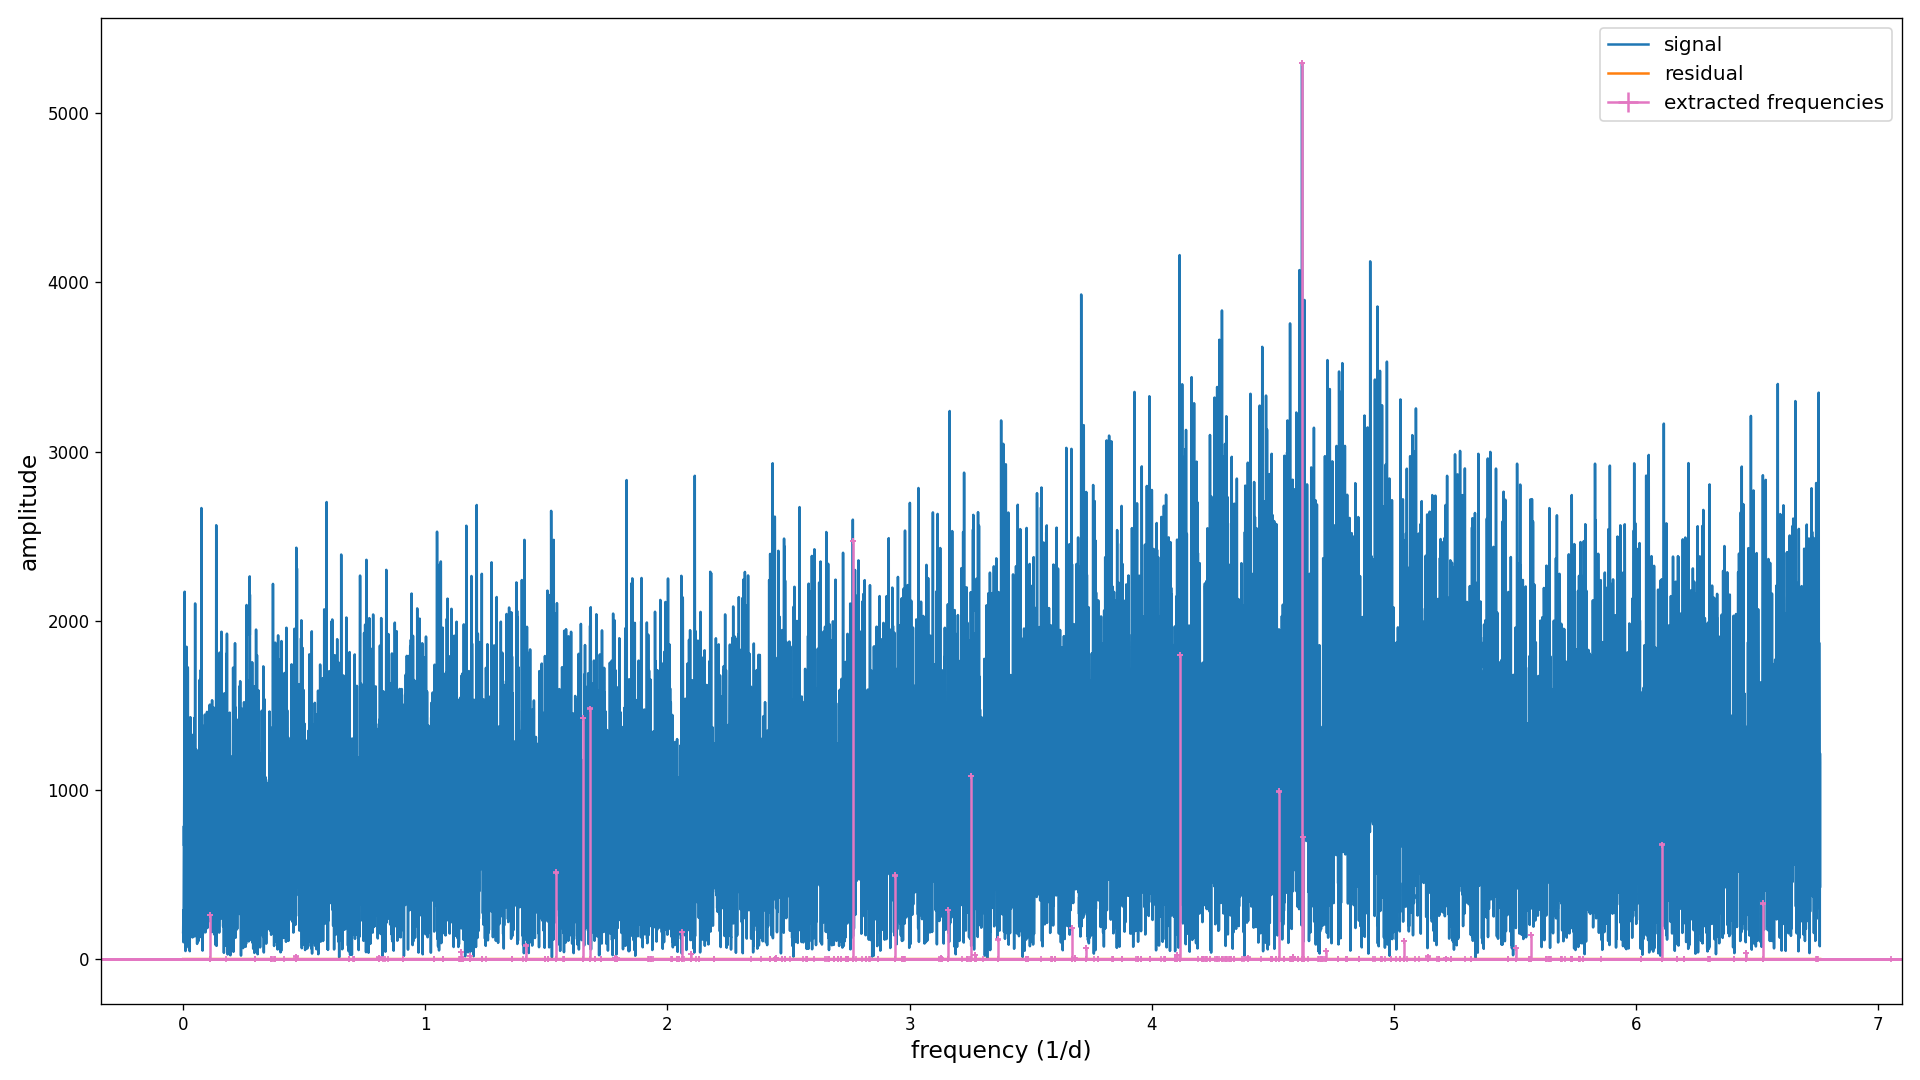 signal
residual
extracted frequencies
amplitude
5000
4000
3000
2000
1000
0
0 1 2 3 4 5 6 7
frequency (1/d)